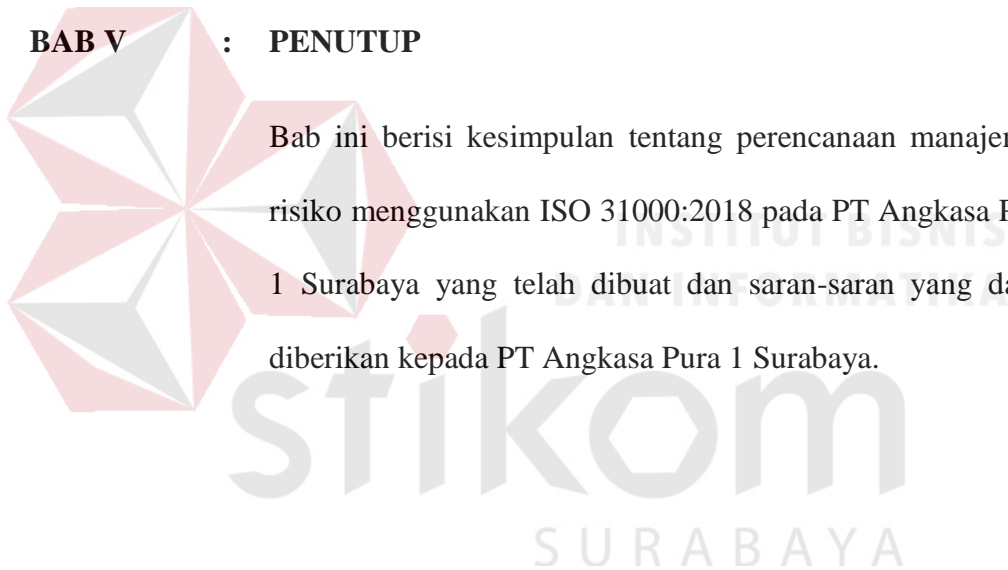 BAB V : PENUTUP
Bab ini berisi kesimpulan tentang perencanaan manajer
risiko menggunakan ISO 31000:2018 pada PT Angkasa P
1 Surabaya yang telah dibuat dan saran-saran yang da
diberikan kepada PT Angkasa Pura 1 Surabaya.
INSTITUT BISNIS
DAN INFORMATIKA
stikom
SURABAYA